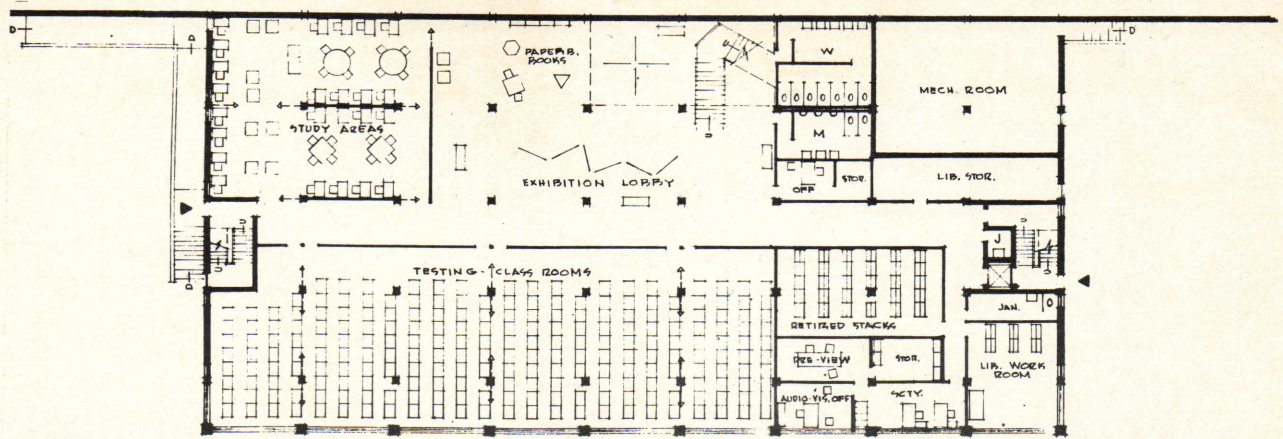 D
D
D
D
PAPERB.
BOOKS
U
W
MECH. ROOM
STUDY AREAS
M
U
EXHIBITION LOBBY
OFF
STOR.
LIB. STOR.
U
U
J
U
TESTING - CLASS ROOMS
D
JAN.
RETIRED STACKS
PRE-VIEW
STOR.
LIB. WORK
ROOM
AUDIO-VIS. OFF
SCTY.